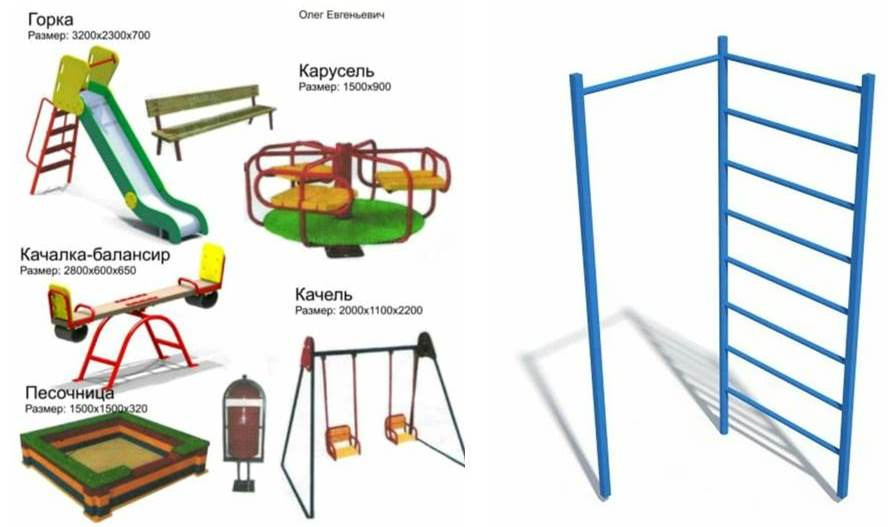 Горка
Размер: 3200х2300х700
Олег Евгеньевич
Карусель
Размер: 1500х900
Качалка-балансир
Размер: 2800х600х650
Качель
Размер: 2000х1100х2200
Песочница
Размер: 1500х1500х320